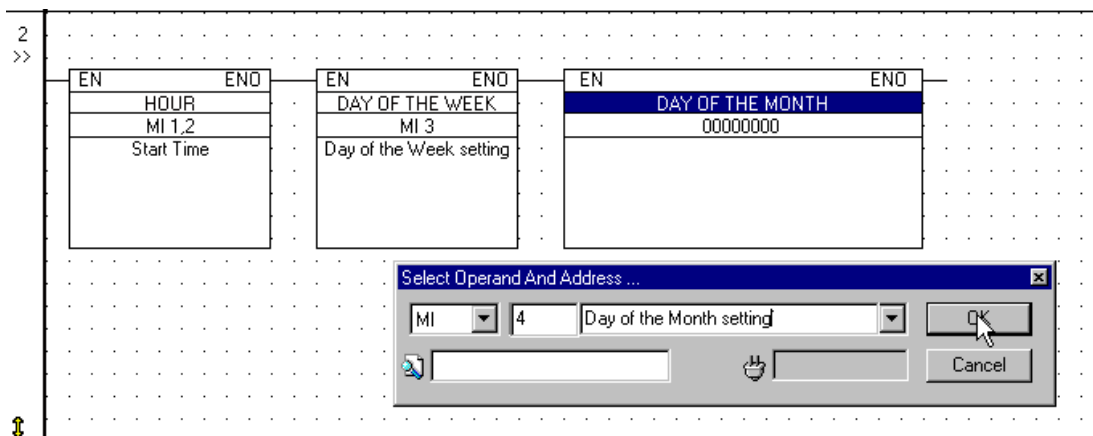 2
>>
EN ENO EN ENO EN ENO
HOUR DAY OF THE WEEK DAY OF THE MONTH
MI 1,2 MI 3 00000000
Start Time Day of the Week setting
Select Operand And Address ...
MI 4 Day of the Month setting OK
Cancel